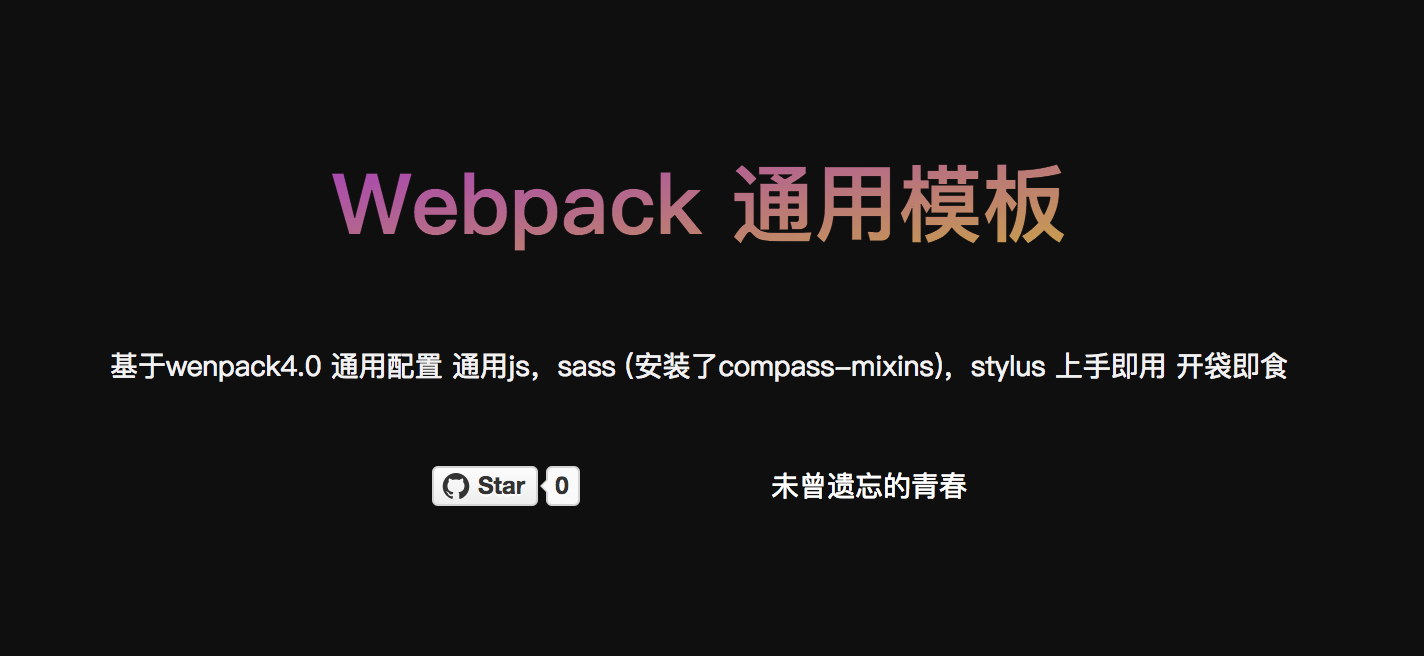 Webpack 通用模板
基于wenpack4.0 通用配置 通用js，sass (安装了compass-mixins)，stylus 上手即用 开袋即食
Star 0 未曾遗忘的青春